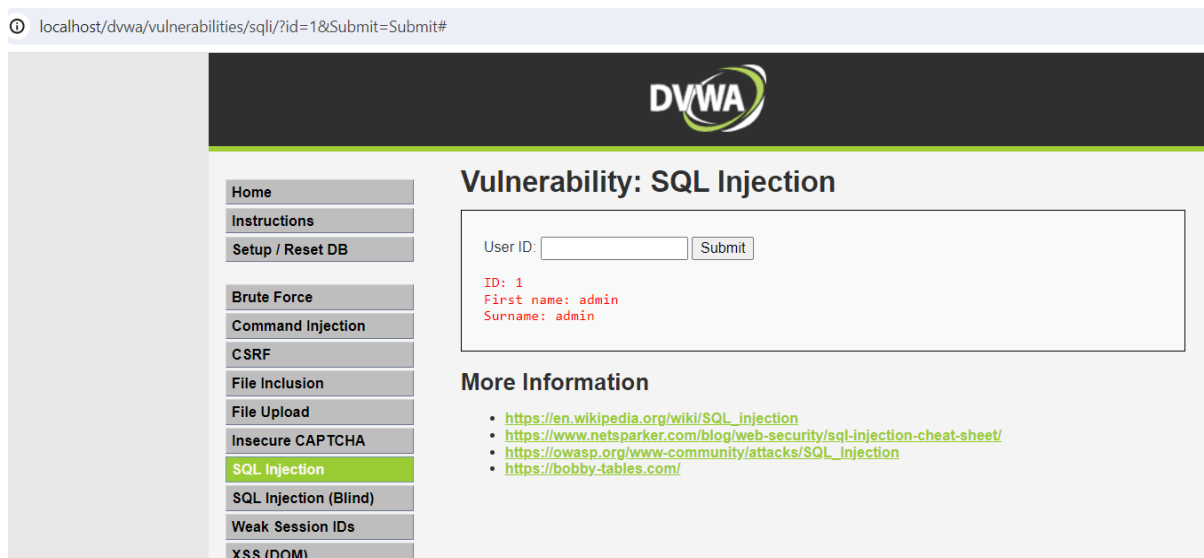 localhost/dvwa/vulnerabilities/sqli/?id=1&Submit=Submit#
DVWA
Home
Instructions
Setup / Reset DB
Brute Force
Command Injection
CSRF
File Inclusion
File Upload
Insecure CAPTCHA
SQL Injection
SQL Injection (Blind)
Weak Session IDs
XSS (DOM)
Vulnerability: SQL Injection
User ID: Submit
ID: 1
First name: admin
Surname: admin
More Information
https://en.wikipedia.org/wiki/SQL_injection
https://www.netsparker.com/blog/web-security/sql-injection-cheat-sheet/
https://owasp.org/www-community/attacks/SQL_Injection
https://bobby-tables.com/